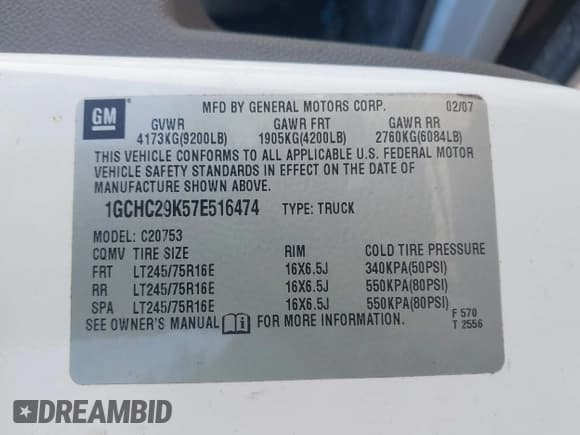 GM ® MFD BY GENERAL MOTORS CORP. 02/07
GVWR GAWR FRT GAWR RR
4173KG(9200LB) 1905KG(4200LB) 2760KG(6084LB)
THIS VEHICLE CONFORMS TO ALL APPLICABLE U.S. FEDERAL MOTOR
VEHICLE SAFETY STANDARDS IN EFFECT ON THE DATE OF
MANUFACTURE SHOWN ABOVE.
1GCHC29K57E516474 TYPE: TRUCK
MODEL: C20753
CQMV TIRE SIZE RIM COLD TIRE PRESSURE
FRT LT245/75R16E 16X6.5J 340KPA(50PSI)
RR LT245/75R16E 16X6.5J 550KPA(80PSI)
SPA LT245/75R16E 16X6.5J 550KPA(80PSI)
SEE OWNER'S MANUAL i FOR MORE INFORMATION. F 570
T 2556
DREAMBID